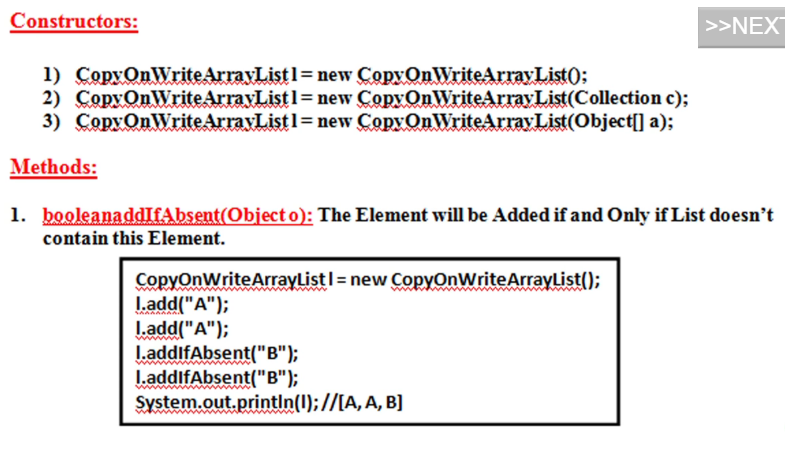 Constructors:
>>NEXT
1) CopyOnWriteArrayList l = new CopyOnWriteArrayList();
2) CopyOnWriteArrayList l = new CopyOnWriteArrayList(Collection c);
3) CopyOnWriteArrayList l = new CopyOnWriteArrayList(Object[] a);
Methods:
1. booleanaddIfAbsent(Object o): The Element will be Added if and Only if List doesn’t
contain this Element.
CopyOnWriteArrayList l = new CopyOnWriteArrayList();
l.add("A");
l.add("A");
l.addIfAbsent("B");
l.addIfAbsent("B");
System.out.println(l);//[A, A, B]